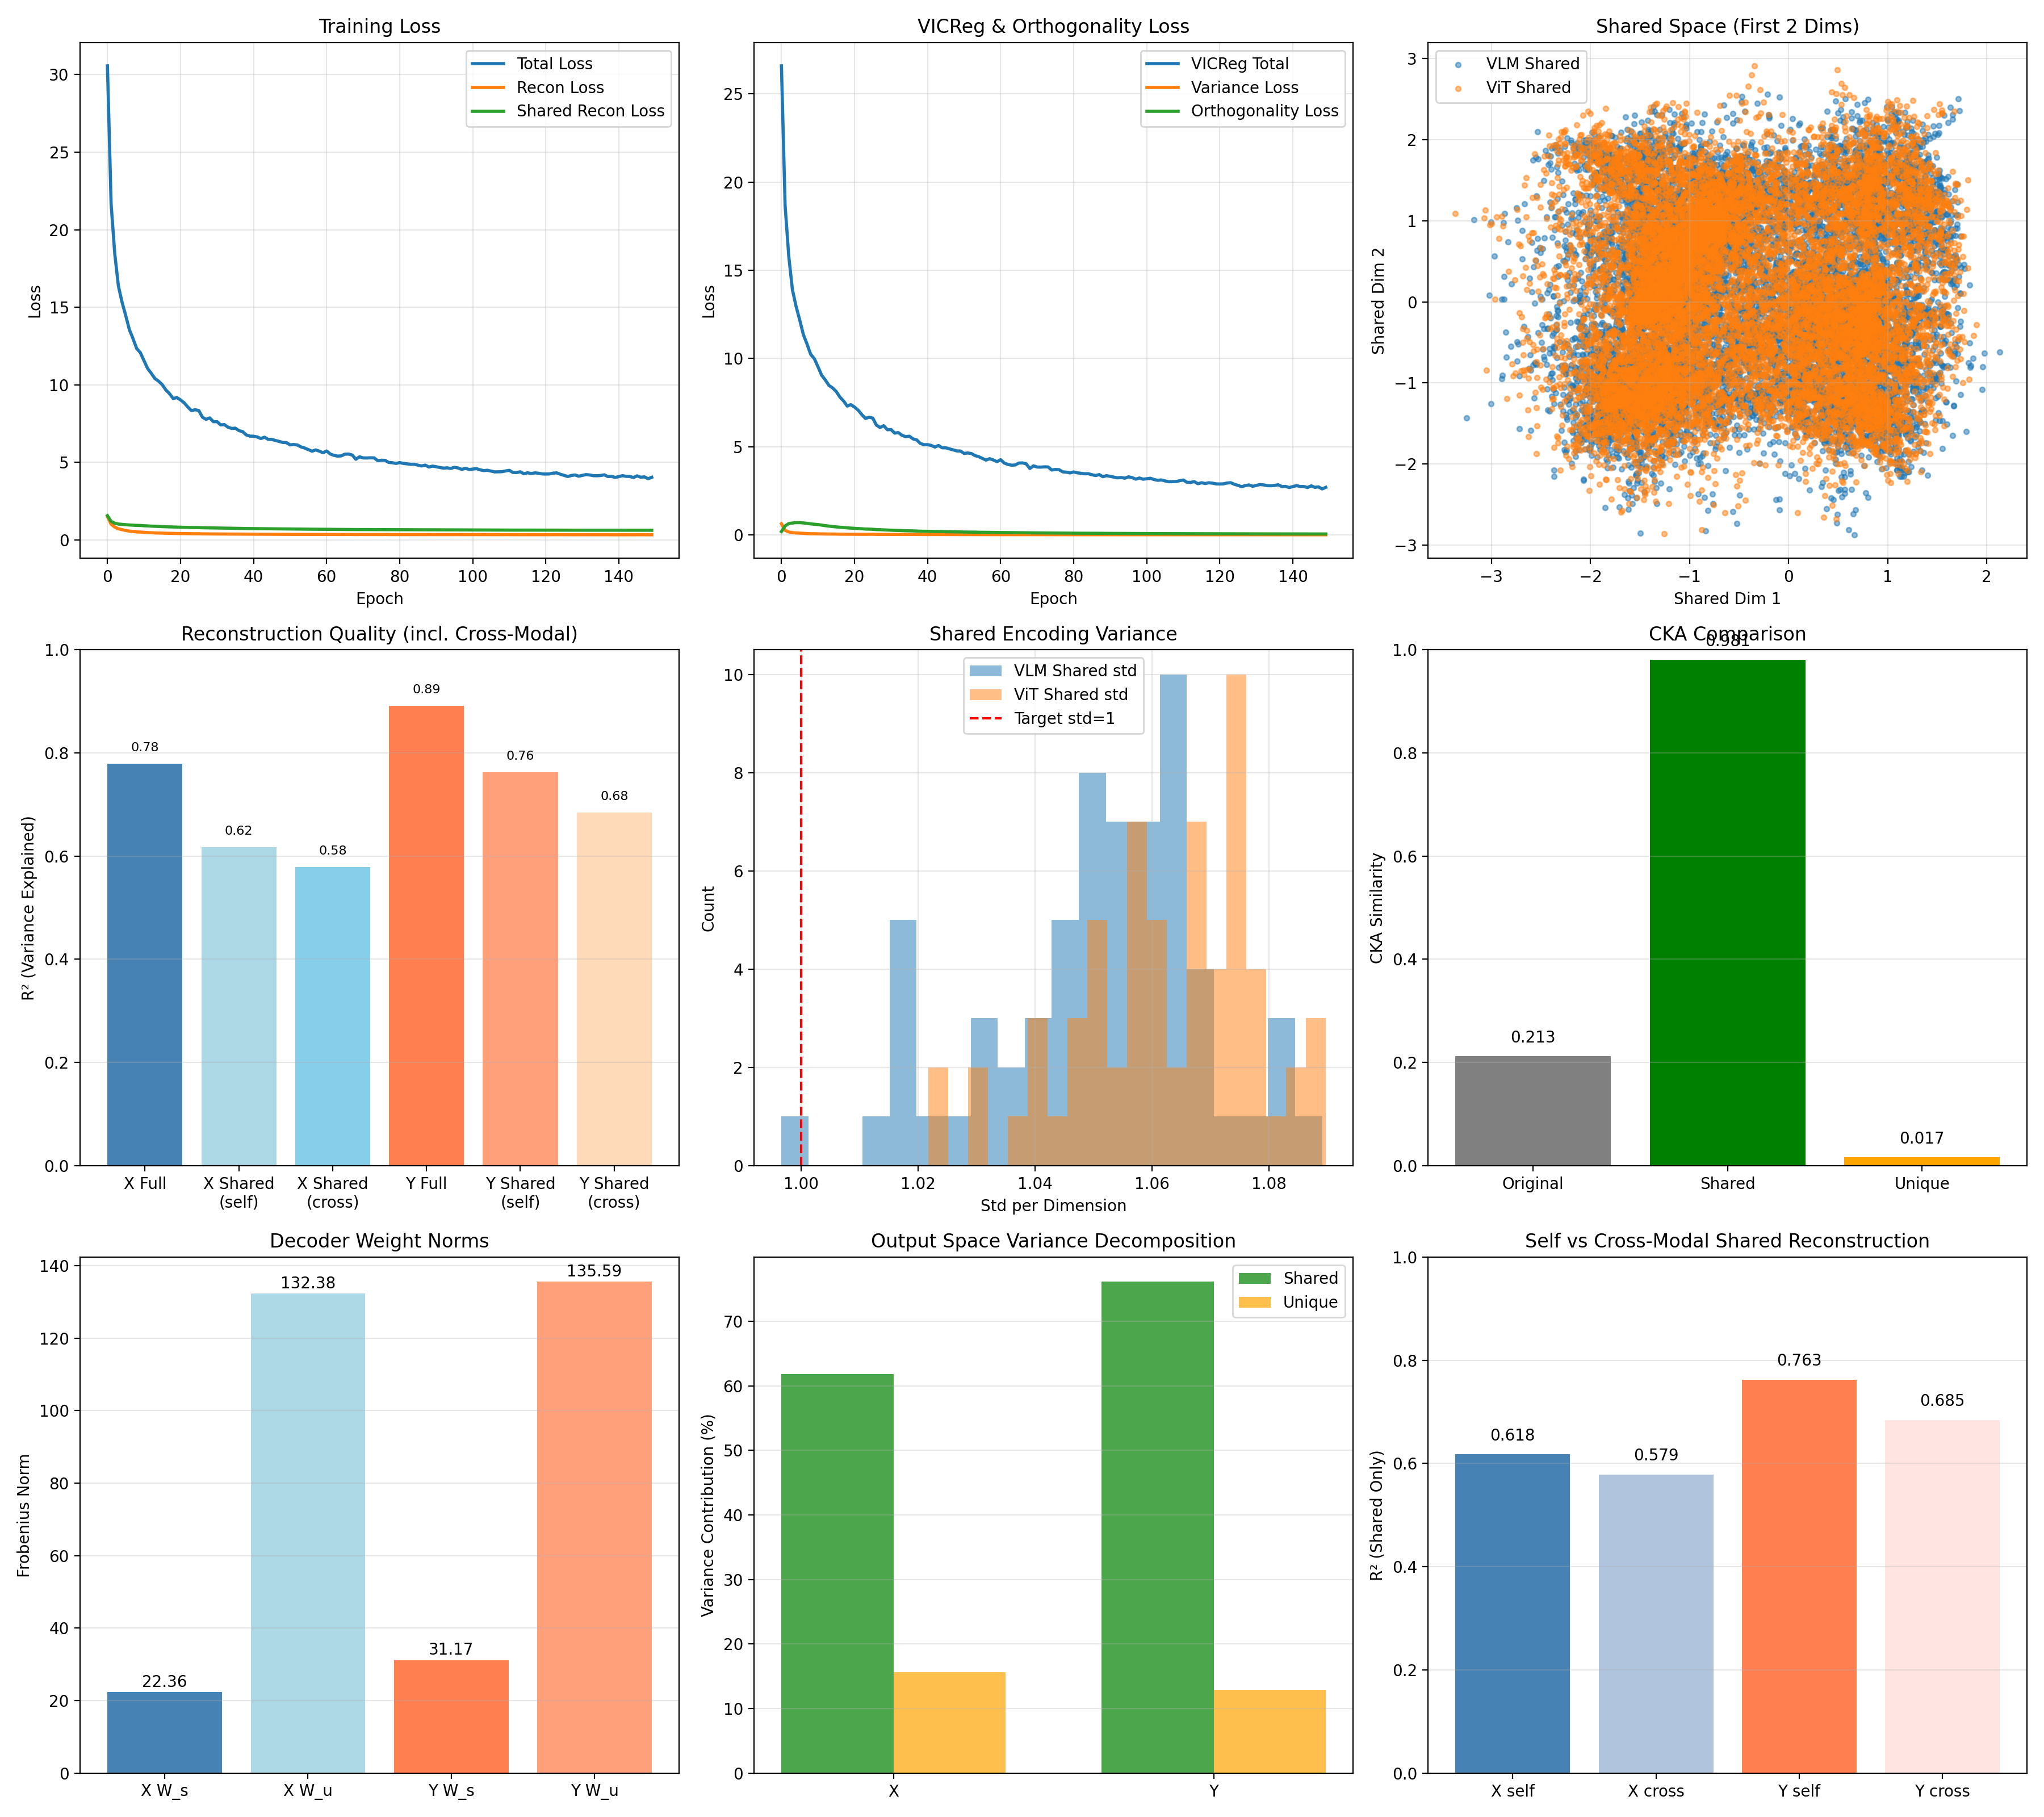 Training Loss
Loss
30
25
20
15
10
5
0
Total Loss
Recon Loss
Shared Recon Loss
0 20 40 60 80 100 120 140
Epoch
VICReg & Orthogonality Loss
Loss
25
20
15
10
5
0
VICReg Total
Variance Loss
Orthogonality Loss
0 20 40 60 80 100 120 140
Epoch
Shared Space (First 2 Dims)
Shared Dim 2
3
2
1
0
−1
−2
−3
VLM Shared
ViT Shared
−3 −2 −1 0 1 2
Shared Dim 1
Reconstruction Quality (incl. Cross-Modal)
R² (Variance Explained)
1.0
0.8
0.6
0.4
0.2
0.0
0.78
0.62
0.58
0.89
0.76
0.68
X Full
X Shared
(self)
X Shared
(cross)
Y Full
Y Shared
(self)
Y Shared
(cross)
Shared Encoding Variance
Count
10
8
6
4
2
0
VLM Shared std
ViT Shared std
Target std=1
1.00 1.02 1.04 1.06 1.08
Std per Dimension
CKA Comparison
CKA Similarity
1.0
0.8
0.6
0.4
0.2
0.0
0.213
0.981
0.017
Original Shared Unique
Decoder Weight Norms
Frobenius Norm
140
120
100
80
60
40
20
0
22.36
132.38
31.17
135.59
X W_s X W_u Y W_s Y W_u
Output Space Variance Decomposition
Variance Contribution (%)
70
60
50
40
30
20
10
0
Shared
Unique
X Y
Self vs Cross-Modal Shared Reconstruction
R² (Shared Only)
1.0
0.8
0.6
0.4
0.2
0.0
0.618
0.579
0.763
0.685
X self X cross Y self Y cross